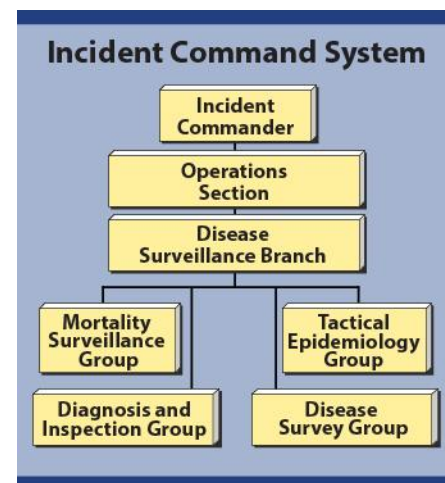 Incident Command System
Incident
Commander
Operations
Section
Disease
Surveillance Branch
Mortality
Surveillance
Group
Tactical
Epidemiology
Group
Diagnosis and
Inspection Group
Disease
Survey Group